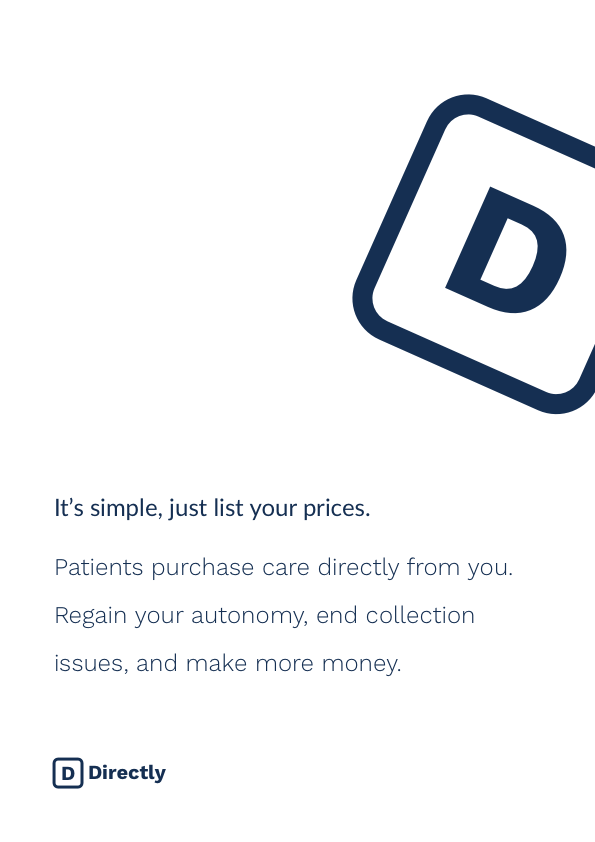 D
It’s simple, just list your prices.
Patients purchase care directly from you.
Regain your autonomy, end collection
issues, and make more money.
D Directly